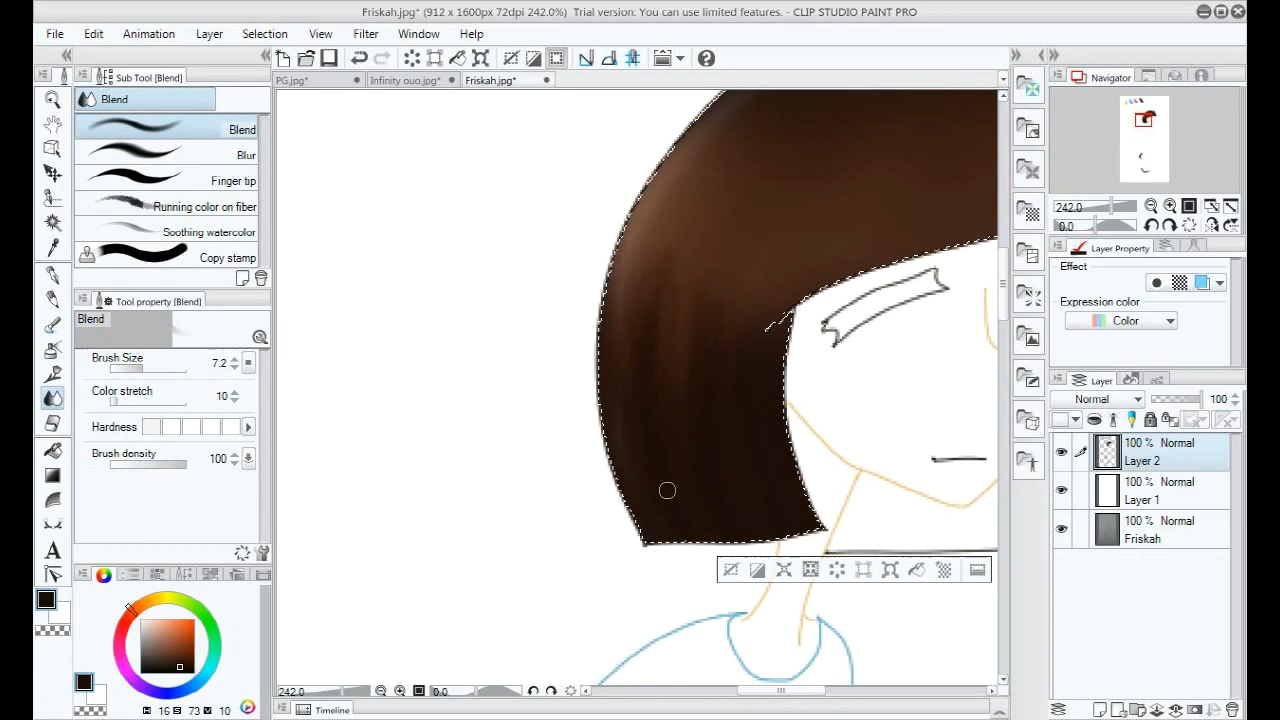 Friskah.jpg* (912 x 1600px 72dpi 242.0%) Trial version: You can use limited features. - CLIP STUDIO PAINT PRO
File Edit Animation Layer Selection View Filter Window Help
Sub Tool [Blend]
PG.jpg* Infinity ouo.jpg* Friskah.jpg*
Navigator
Blend
Blend
Blur
Finger tip
Running color on fiber
Soothing watercolor
Copy stamp
242.0
0.0
Layer Property
Effect
Expression color
Color
Tool property [Blend]
Blend
Brush Size 7.2
Color stretch 10
Hardness
Brush density 100
Layer
Normal 100
100 % Normal
Layer 2
100 % Normal
Layer 1
100 % Normal
Friskah
A
H 16 S 73 V 10
242.0 0.0
Timeline